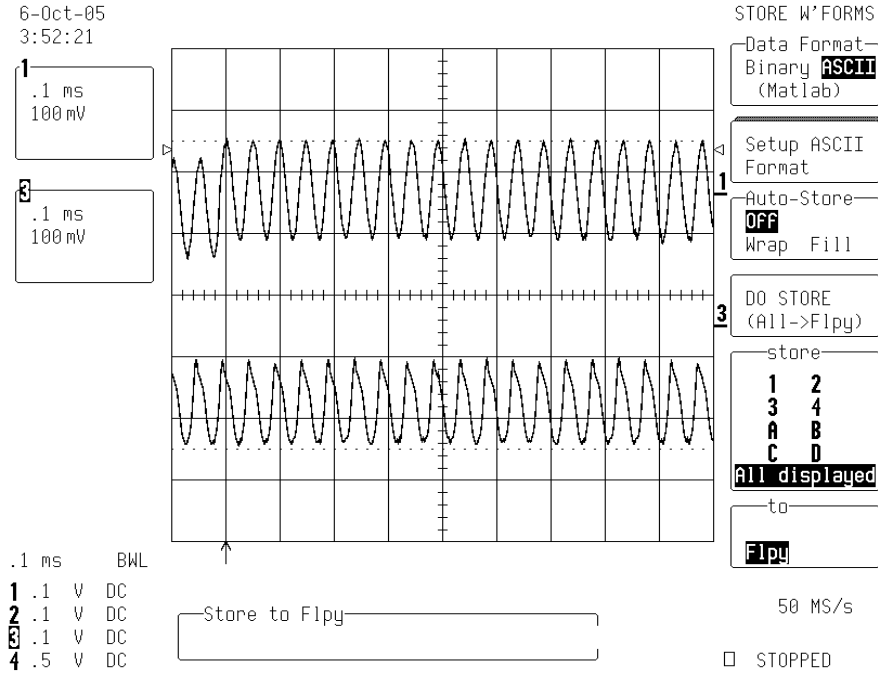 6-Oct-05
3:52:21
1
.1 ms
100 mV
3
.1 ms
100 mV
1
3
STORE W'FORMS
Data Format
Binary ASCII
(Matlab)
Setup ASCII
Format
Auto-Store
Off
Wrap Fill
DO STORE
(All->Flpy)
store
1 2
3 4
A B
C D
All displayed
to
Flpy
.1 ms BWL
1 .1 V DC
2 .1 V DC
3 .1 V DC
4 .5 V DC
Store to Flpy
50 MS/s
STOPPED